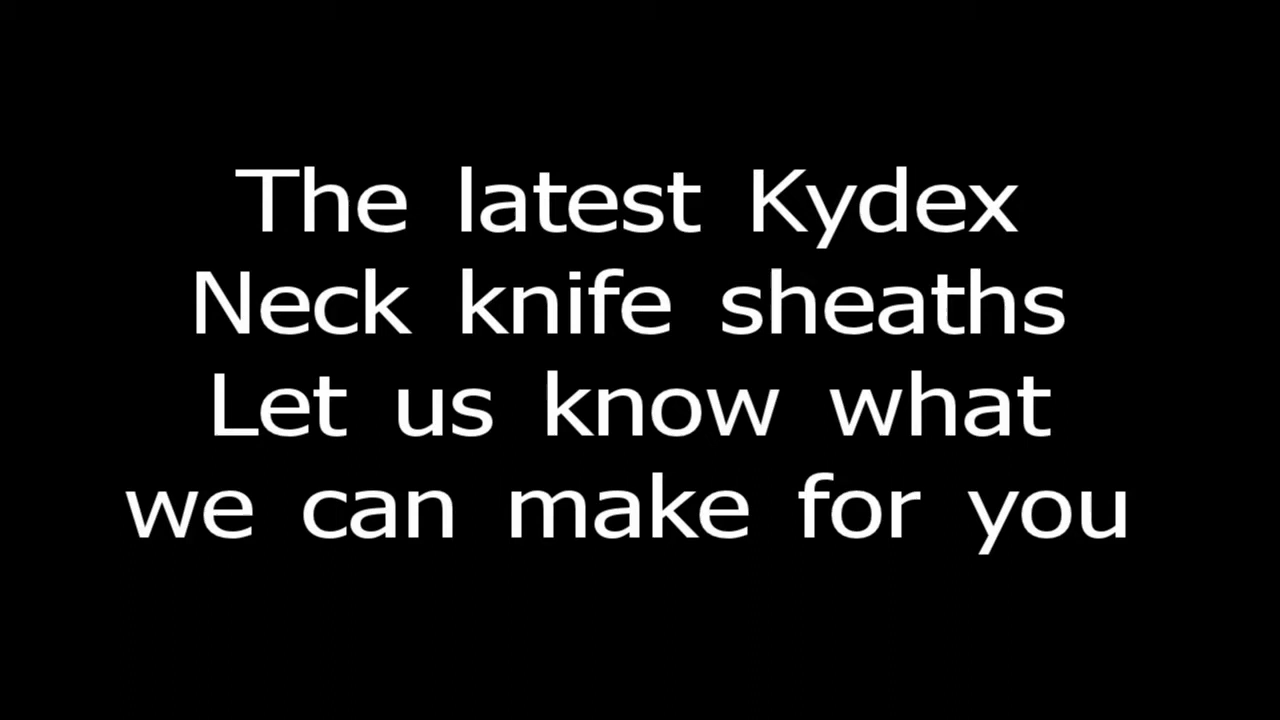 The latest Kydex
Neck knife sheaths
Let us know what
we can make for you